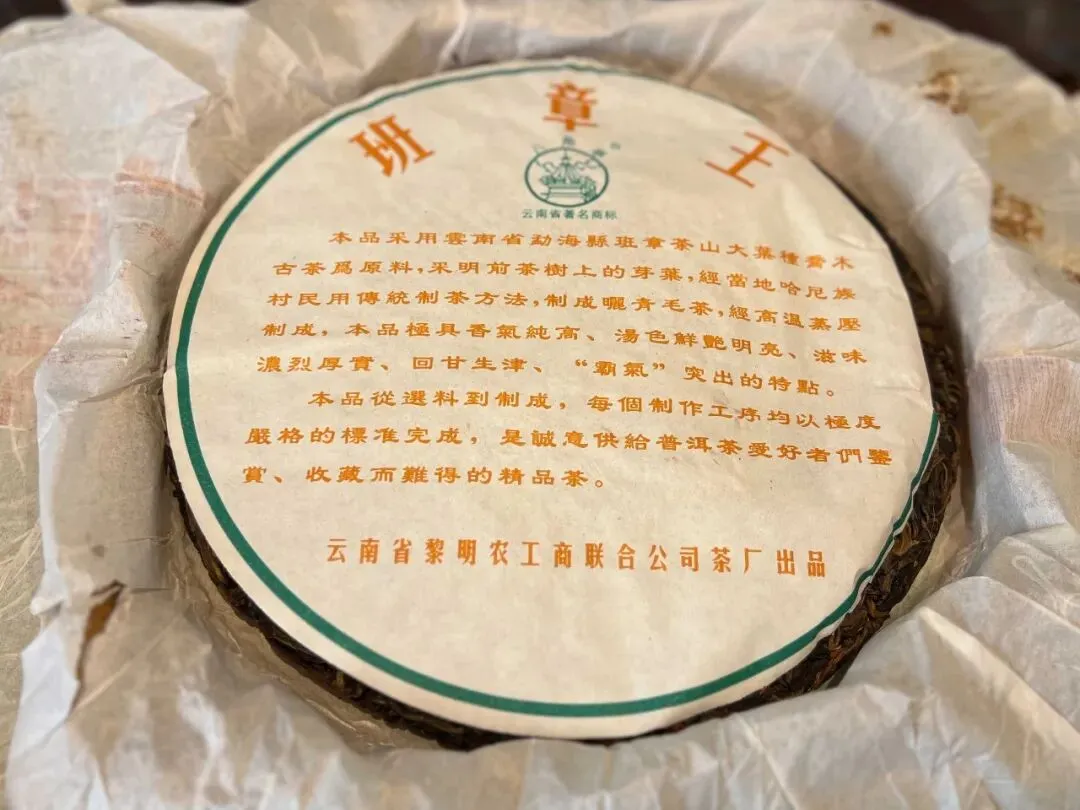 班章王
云南省著名商标
本品采用雲南省勐海縣班章茶山大葉種喬木
古茶爲原料,采明前茶樹上的芽葉,經當地哈尼族
村民用傳統制茶方法,制成曬青毛茶,經高溫蒸壓
制成，本品極具香氣純高、湯色鮮艷明亮、滋味
濃烈厚實、回甘生津、“霸氣”突出的特點。
本品從選料到制成，每個制作工序均以極度
嚴格的標准完成，是誠意供給普洱茶愛好者們鑒
賞、收藏而難得的精品茶。
云南省黎明农工商联合公司茶厂出品